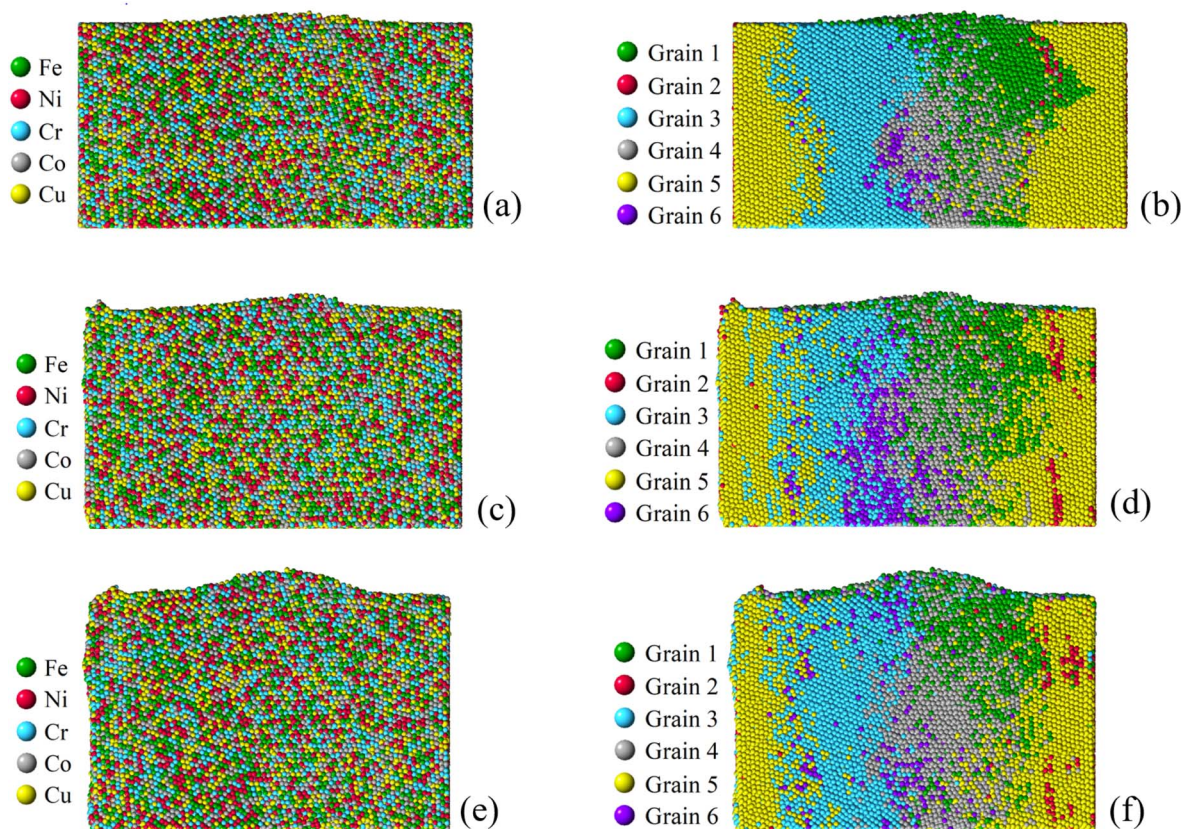 Fe
Ni
Cr
Co
Cu
(a)
Grain 1
Grain 2
Grain 3
Grain 4
Grain 5
Grain 6
(b)
Fe
Ni
Cr
Co
Cu
(c)
Grain 1
Grain 2
Grain 3
Grain 4
Grain 5
Grain 6
(d)
Fe
Ni
Cr
Co
Cu
(e)
Grain 1
Grain 2
Grain 3
Grain 4
Grain 5
Grain 6
(f)